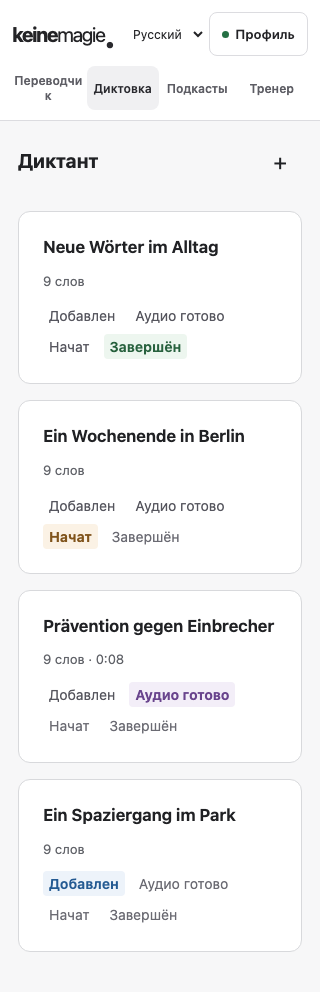 keinemagie.
Русский
Профиль
Переводчи
к
Диктовка
Подкасты
Тренер
Диктант
+
Neue Wörter im Alltag
9 слов
Добавлен Аудио готово
Начат Завершён
Ein Wochenende in Berlin
9 слов
Добавлен Аудио готово
Начат Завершён
Prävention gegen Einbrecher
9 слов · 0:08
Добавлен Аудио готово
Начат Завершён
Ein Spaziergang im Park
9 слов
Добавлен Аудио готово
Начат Завершён